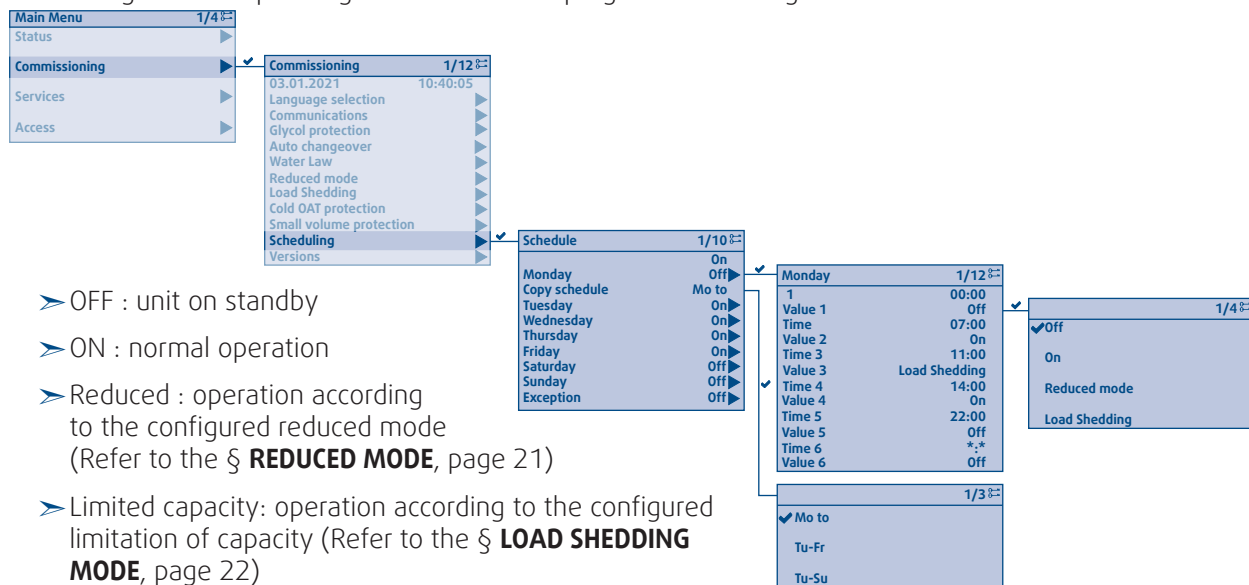 Main Menu 1/4
Status
Commissioning
Services
Access
Commissioning 1/12
03.01.2021 10:40:05
Language selection
Communications
Glycol protection
Auto changeover
Water Law
Reduced mode
Load Shedding
Cold OAT protection
Small volume protection
Scheduling
Versions
Schedule 1/10
On
Monday Off
Copy schedule Mo to
Tuesday On
Wednesday On
Thursday On
Friday On
Saturday Off
Sunday Off
Exception Off
Monday 1/12
1 00:00
Value 1 Off
Time 07:00
Value 2 On
Time 3 11:00
Value 3 Load Shedding
Time 4 14:00
Value 4 On
Time 5 22:00
Value 5 Off
Time 6 *:*
Value 6 Off
1/4
Off
On
Reduced mode
Load Shedding
1/3
Mo to
Tu-Fr
Tu-Su
➢ OFF : unit on standby
➢ ON : normal operation
➢ Reduced : operation according
to the configured reduced mode
(Refer to the § REDUCED MODE, page 21)
➢ Limited capacity: operation according to the configured
limitation of capacity (Refer to the § LOAD SHEDDING
MODE, page 22)